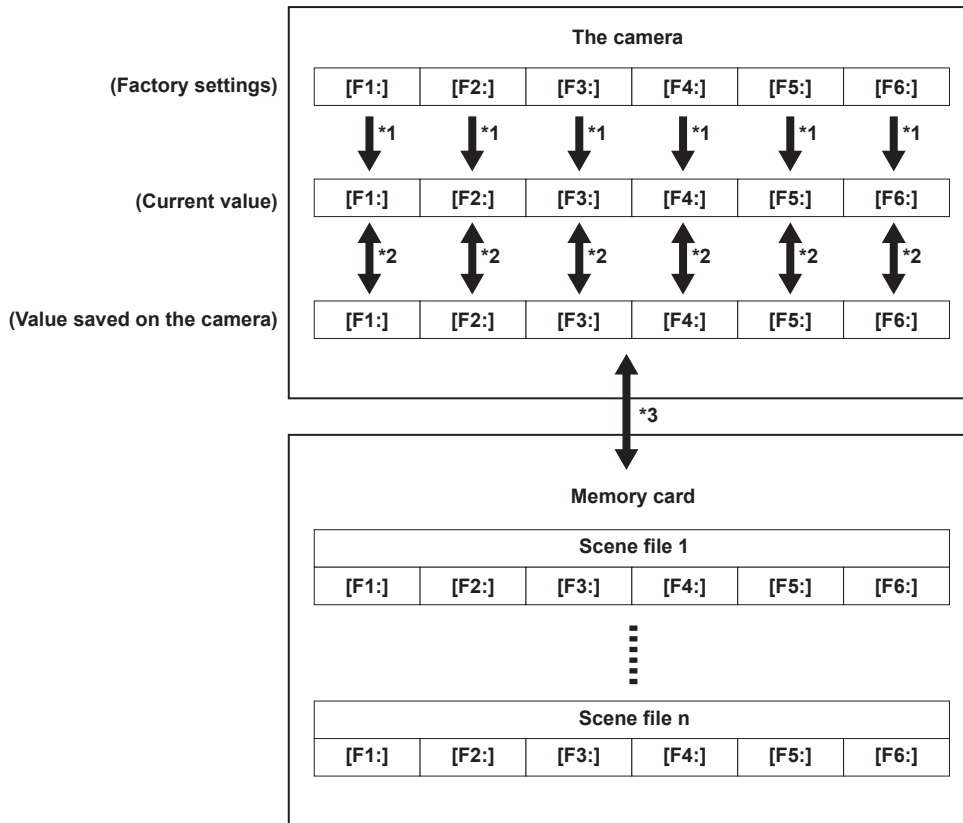 The camera
(Factory settings) [F1:] [F2:] [F3:] [F4:] [F5:] [F6:]
*1 *1 *1 *1 *1 *1
(Current value) [F1:] [F2:] [F3:] [F4:] [F5:] [F6:]
*2 *2 *2 *2 *2 *2
(Value saved on the camera) [F1:] [F2:] [F3:] [F4:] [F5:] [F6:]
*3
Memory card
Scene file 1
[F1:] [F2:] [F3:] [F4:] [F5:] [F6:]
Scene file n
[F1:] [F2:] [F3:] [F4:] [F5:] [F6:]